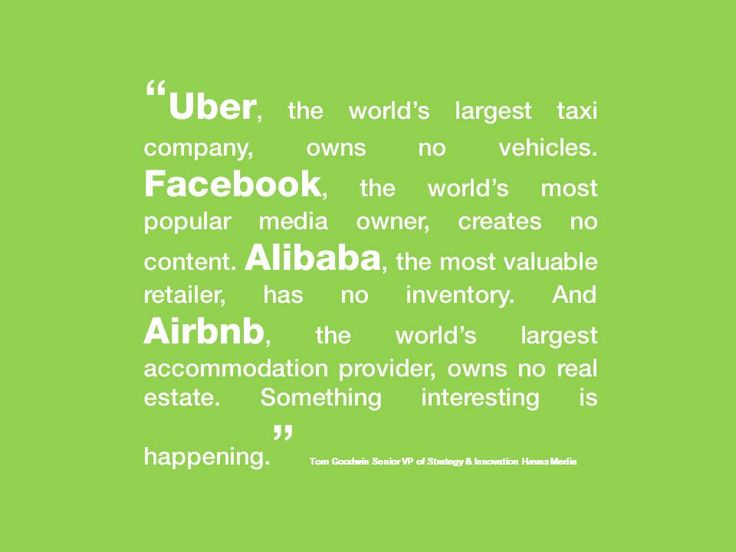 “Uber, the world’s largest taxi
company, owns no vehicles.
Facebook, the world’s most
popular media owner, creates no
content. Alibaba, the most valuable
retailer, has no inventory. And
Airbnb, the world’s largest
accommodation provider, owns no real
estate. Something interesting is
happening.” Tom Goodwin Senior VP of Strategy & Innovation Havas Media